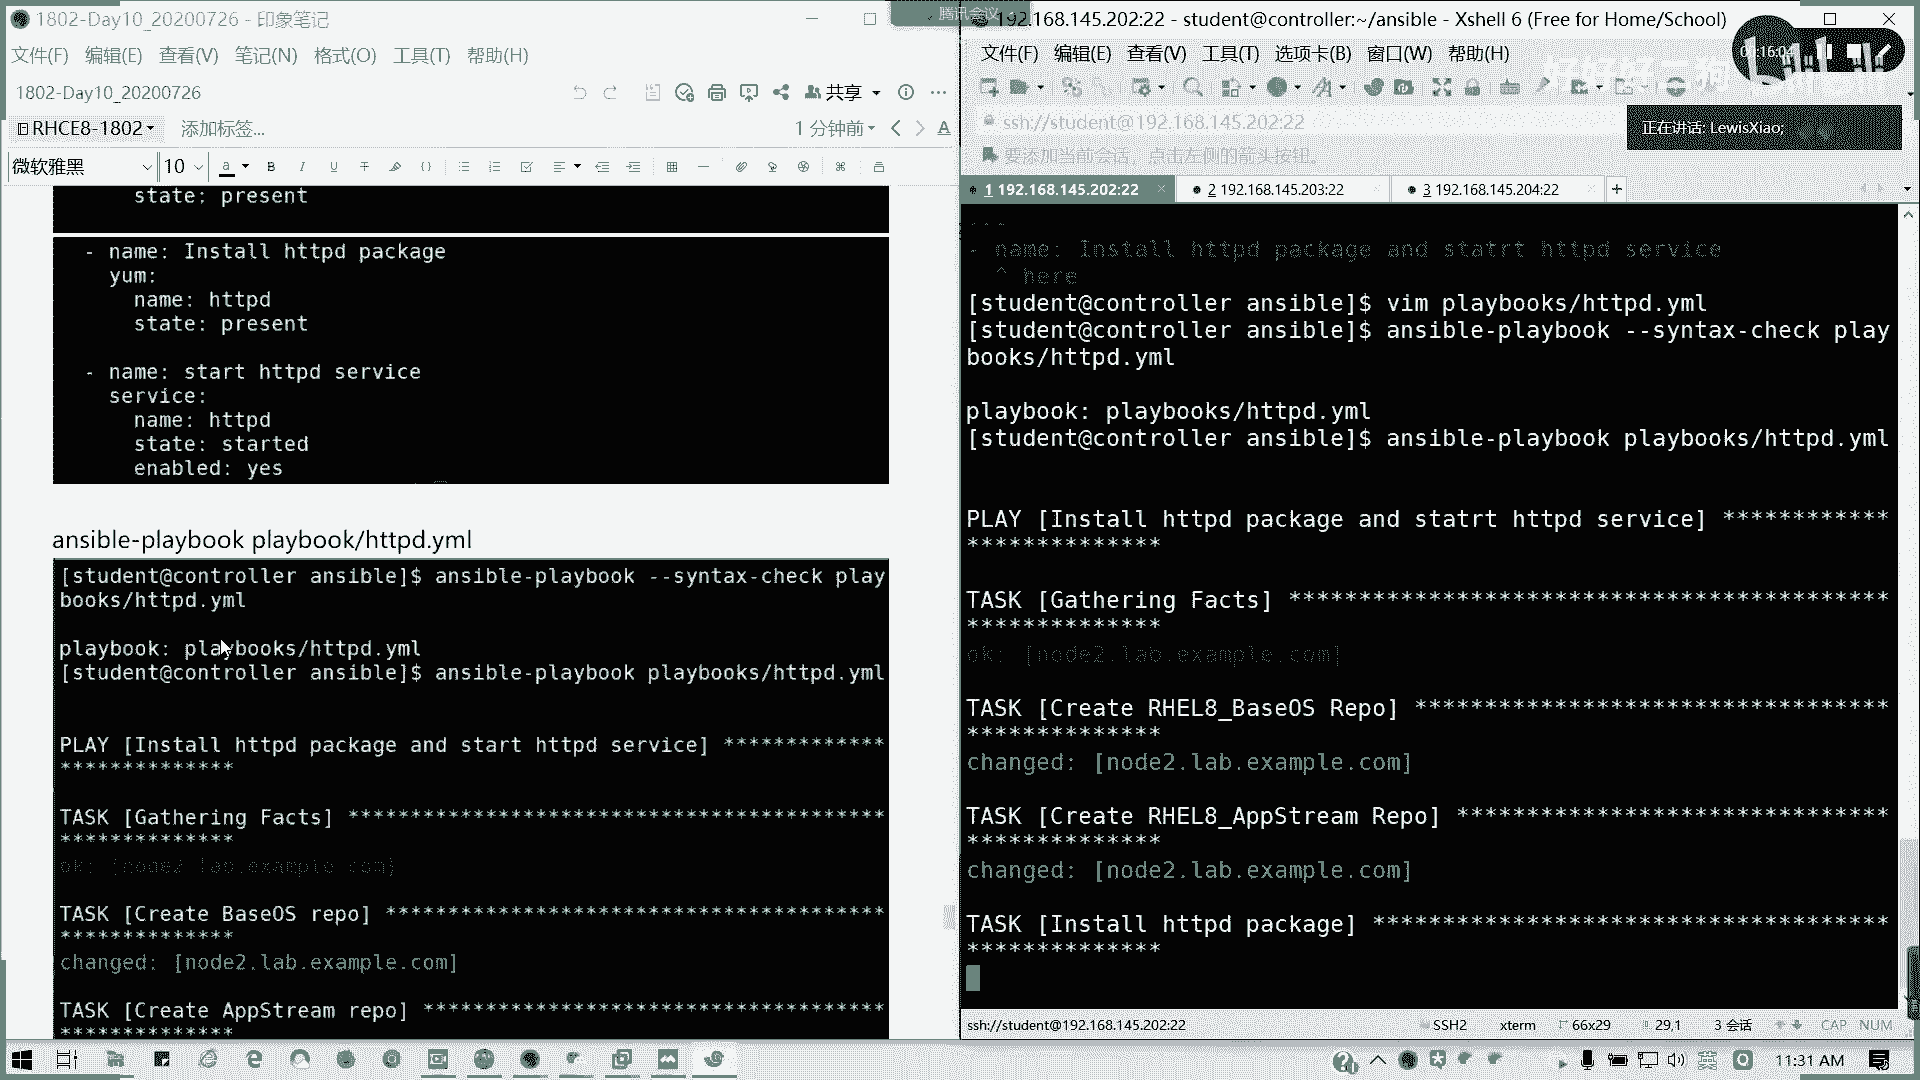 1802-Day10_20200726 - 印象笔记
文件(F) 编辑(E) 查看(V) 笔记(N) 格式(O) 工具(T) 帮助(H)
1802-Day10_20200726
共享
RHCE8-1802
添加标签...
1 分钟前
微软雅黑 10
state: present
- name: Install httpd package
yum:
name: httpd
state: present
- name: start httpd service
service:
name: httpd
state: started
enabled: yes
ansible-playbook playbook/httpd.yml
[student@controller ansible]$ ansible-playbook --syntax-check play
books/httpd.yml
playbook: playbooks/httpd.yml
[student@controller ansible]$ ansible-playbook playbooks/httpd.yml
PLAY [Install httpd package and start httpd service] *************
**************
TASK [Gathering Facts] *******************************************
**************
ok: [node2.lab.example.com]
TASK [Create BaseOS repo] ****************************************
**************
changed: [node2.lab.example.com]
TASK [Create AppStream repo] *************************************
**************
腾讯会议
192.168.145.202:22 - student@controller:~/ansible - Xshell 6 (Free for Home/School)
文件(F) 编辑(E) 查看(V) 工具(T) 选项卡(B) 窗口(W) 帮助(H)
ssh://student@192.168.145.202:22
正在讲话: LewisXiao;
要添加当前会话，点击左侧的箭头按钮。
1 192.168.145.202:22
2 192.168.145.203:22
3 192.168.145.204:22
- name: Install httpd package and statrt httpd service
^ here
[student@controller ansible]$ vim playbooks/httpd.yml
[student@controller ansible]$ ansible-playbook --syntax-check play
books/httpd.yml
playbook: playbooks/httpd.yml
[student@controller ansible]$ ansible-playbook playbooks/httpd.yml
PLAY [Install httpd package and statrt httpd service] ************
**************
TASK [Gathering Facts] *******************************************
**************
ok: [node2.lab.example.com]
TASK [Create RHEL8_BaseOS Repo] **********************************
**************
changed: [node2.lab.example.com]
TASK [Create RHEL8_AppStream Repo] *******************************
**************
changed: [node2.lab.example.com]
TASK [Install httpd package] *************************************
**************
ssh://student@192.168.145.202:22
SSH2
xterm
66x29
29,1
3 会话
CAP NUM
英
11:31 AM